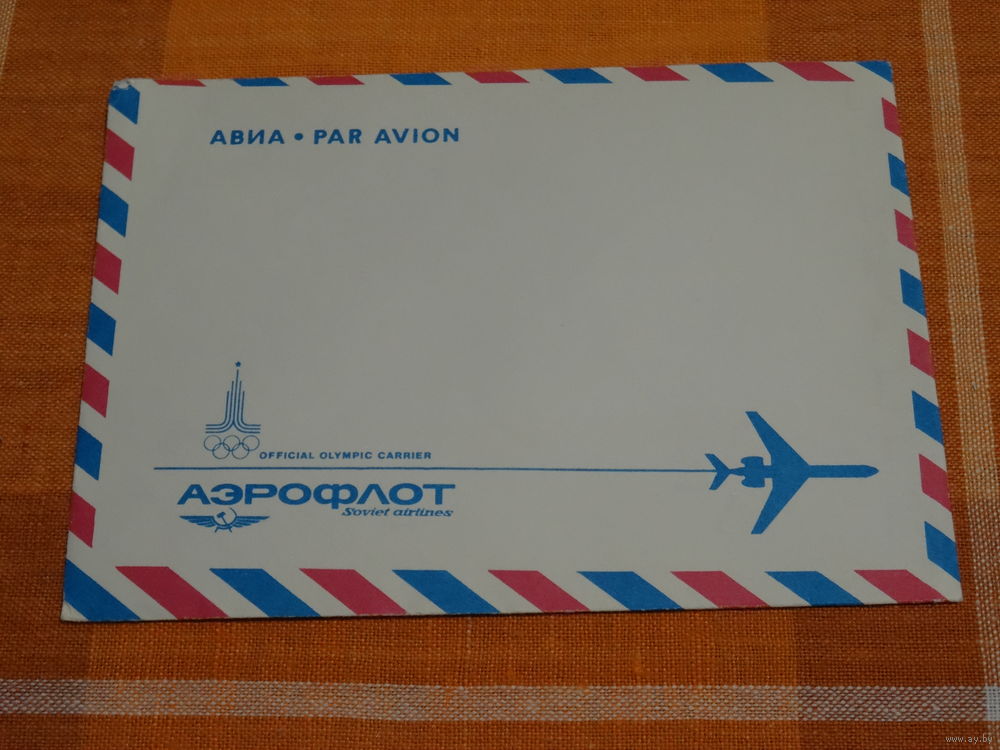 АВИА • PAR AVION
OFFICIAL OLYMPIC CARRIER
АЭРОФЛОТ
Soviet airlines
www.ay.by